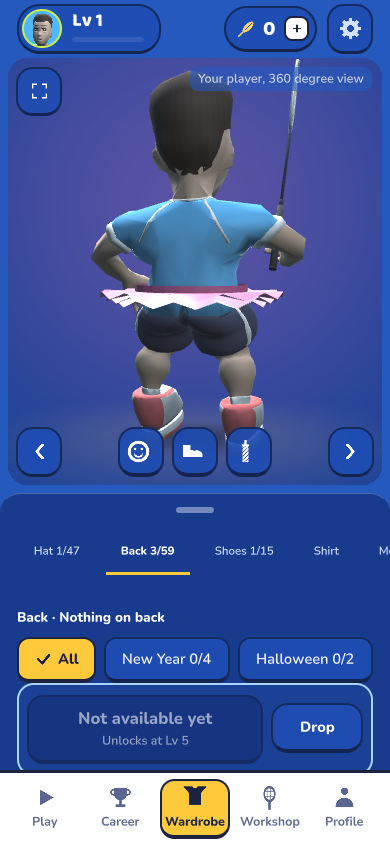 Lv 1
0
+
Your player, 360 degree view
Hat 1/47
Back 3/59
Shoes 1/15
Shirt
Back · Nothing on back
All
New Year 0/4
Halloween 0/2
Not available yet
Unlocks at Lv 5
Drop
Play
Career
Wardrobe
Workshop
Profile